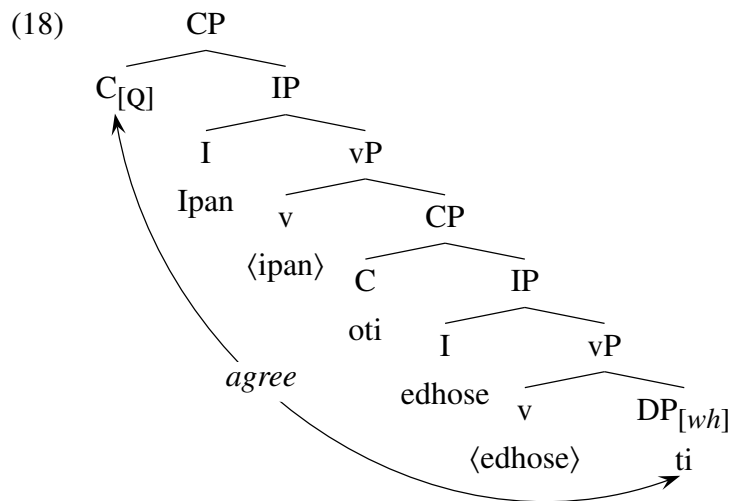 (18) CP
C[Q] IP
I vP
Ipan v CP
⟨ipan⟩ C IP
oti I vP
agree edhose v DP[wh]
⟨edhose⟩ ti